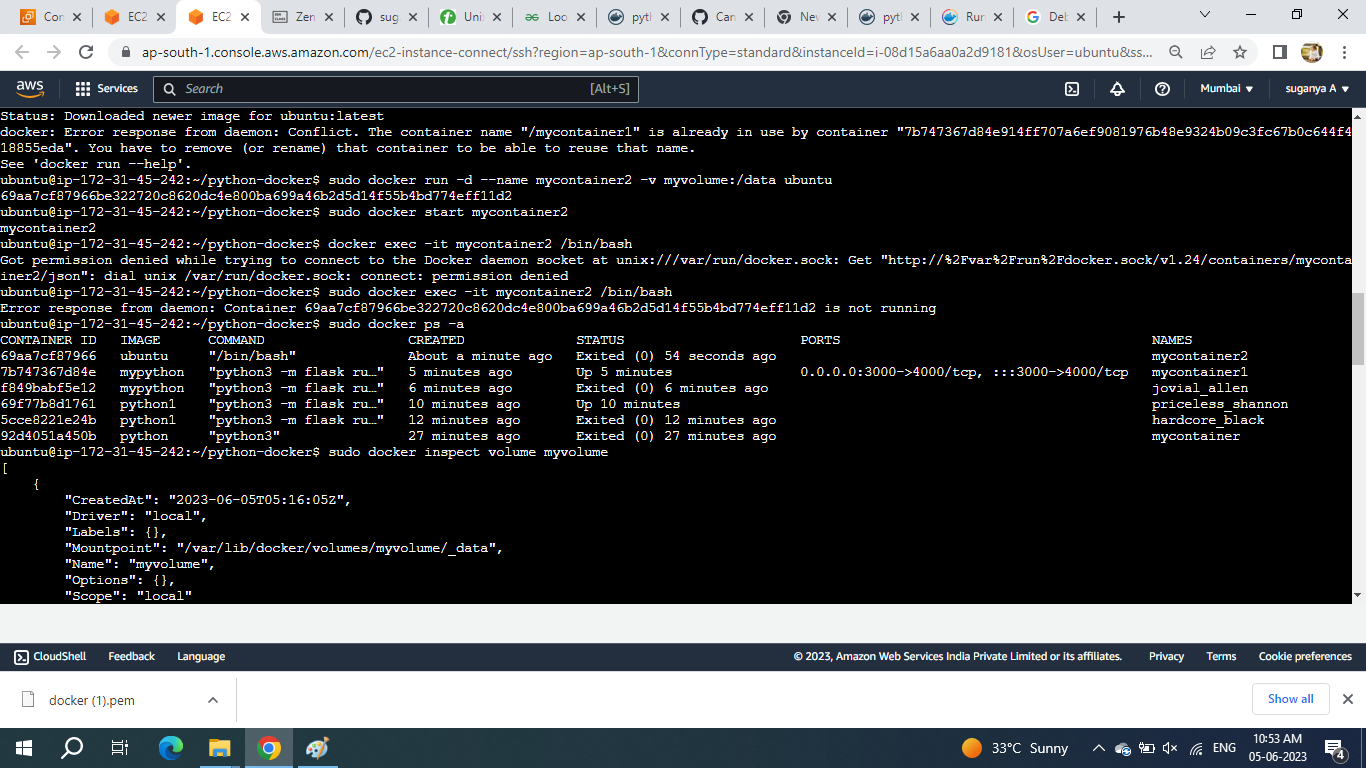 Con
EC2
EC2
Zen
sug
Uni
Loo
pyt
Can
Nev
pyt
Run
Det
ap-south-1.console.aws.amazon.com/ec2-instance-connect/ssh?region=ap-south-1&connType=standard&instanceId=i-08d15a6aa0a2d9181&osUser=ubuntu&ss...
aws
Services
Search
[Alt+S]
Mumbai
suganya A
Status: Downloaded newer image for ubuntu:latest
docker: Error response from daemon: Conflict. The container name "/mycontainer1" is already in use by container "7b747367d84e914ff707a6ef9081976b48e9324b09c3fc67b0c644f4
18855eda". You have to remove (or rename) that container to be able to reuse that name.
See 'docker run --help'.
ubuntu@ip-172-31-45-242:~/python-docker$ sudo docker run -d --name mycontainer2 -v myvolume:/data ubuntu
69aa7cf87966be322720c8620dc4e800ba699a46b2d5d14f55b4bd774eff11d2
ubuntu@ip-172-31-45-242:~/python-docker$ sudo docker start mycontainer2
mycontainer2
ubuntu@ip-172-31-45-242:~/python-docker$ docker exec -it mycontainer2 /bin/bash
Got permission denied while trying to connect to the Docker daemon socket at unix:///var/run/docker.sock: Get "http://%2Fvar%2Frun%2Fdocker.sock/v1.24/containers/myconta
iner2/json": dial unix /var/run/docker.sock: connect: permission denied
ubuntu@ip-172-31-45-242:~/python-docker$ sudo docker exec -it mycontainer2 /bin/bash
Error response from daemon: Container 69aa7cf87966be322720c8620dc4e800ba699a46b2d5d14f55b4bd774eff11d2 is not running
ubuntu@ip-172-31-45-242:~/python-docker$ sudo docker ps -a
CONTAINER ID IMAGE COMMAND CREATED STATUS PORTS NAMES
69aa7cf87966 ubuntu "/bin/bash" About a minute ago Exited (0) 54 seconds ago mycontainer2
7b747367d84e mypython "python3 -m flask ru…" 5 minutes ago Up 5 minutes 0.0.0.0:3000->4000/tcp, :::3000->4000/tcp mycontainer1
f849babf5e12 mypython "python3 -m flask ru…" 6 minutes ago Exited (0) 6 minutes ago jovial_allen
69f77b8d1761 python1 "python3 -m flask ru…" 10 minutes ago Up 10 minutes priceless_shannon
5cce8221e24b python1 "python3 -m flask ru…" 12 minutes ago Exited (0) 12 minutes ago hardcore_black
92d4051a450b python "python3" 27 minutes ago Exited (0) 27 minutes ago mycontainer
ubuntu@ip-172-31-45-242:~/python-docker$ sudo docker inspect volume myvolume
[
{
"CreatedAt": "2023-06-05T05:16:05Z",
"Driver": "local",
"Labels": {},
"Mountpoint": "/var/lib/docker/volumes/myvolume/_data",
"Name": "myvolume",
"Options": {},
"Scope": "local"
CloudShell
Feedback
Language
© 2023, Amazon Web Services India Private Limited or its affiliates.
Privacy
Terms
Cookie preferences
docker (1).pem
Show all
33°C Sunny
ENG
10:53 AM
05-06-2023
4